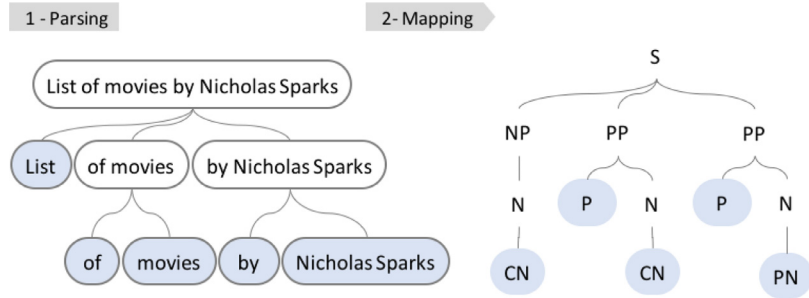 1 - Parsing
2- Mapping
List of movies by Nicholas Sparks
List
of movies
by Nicholas Sparks
of
movies
by
Nicholas Sparks
S
NP
PP
PP
N
P
N
P
N
CN
CN
PN